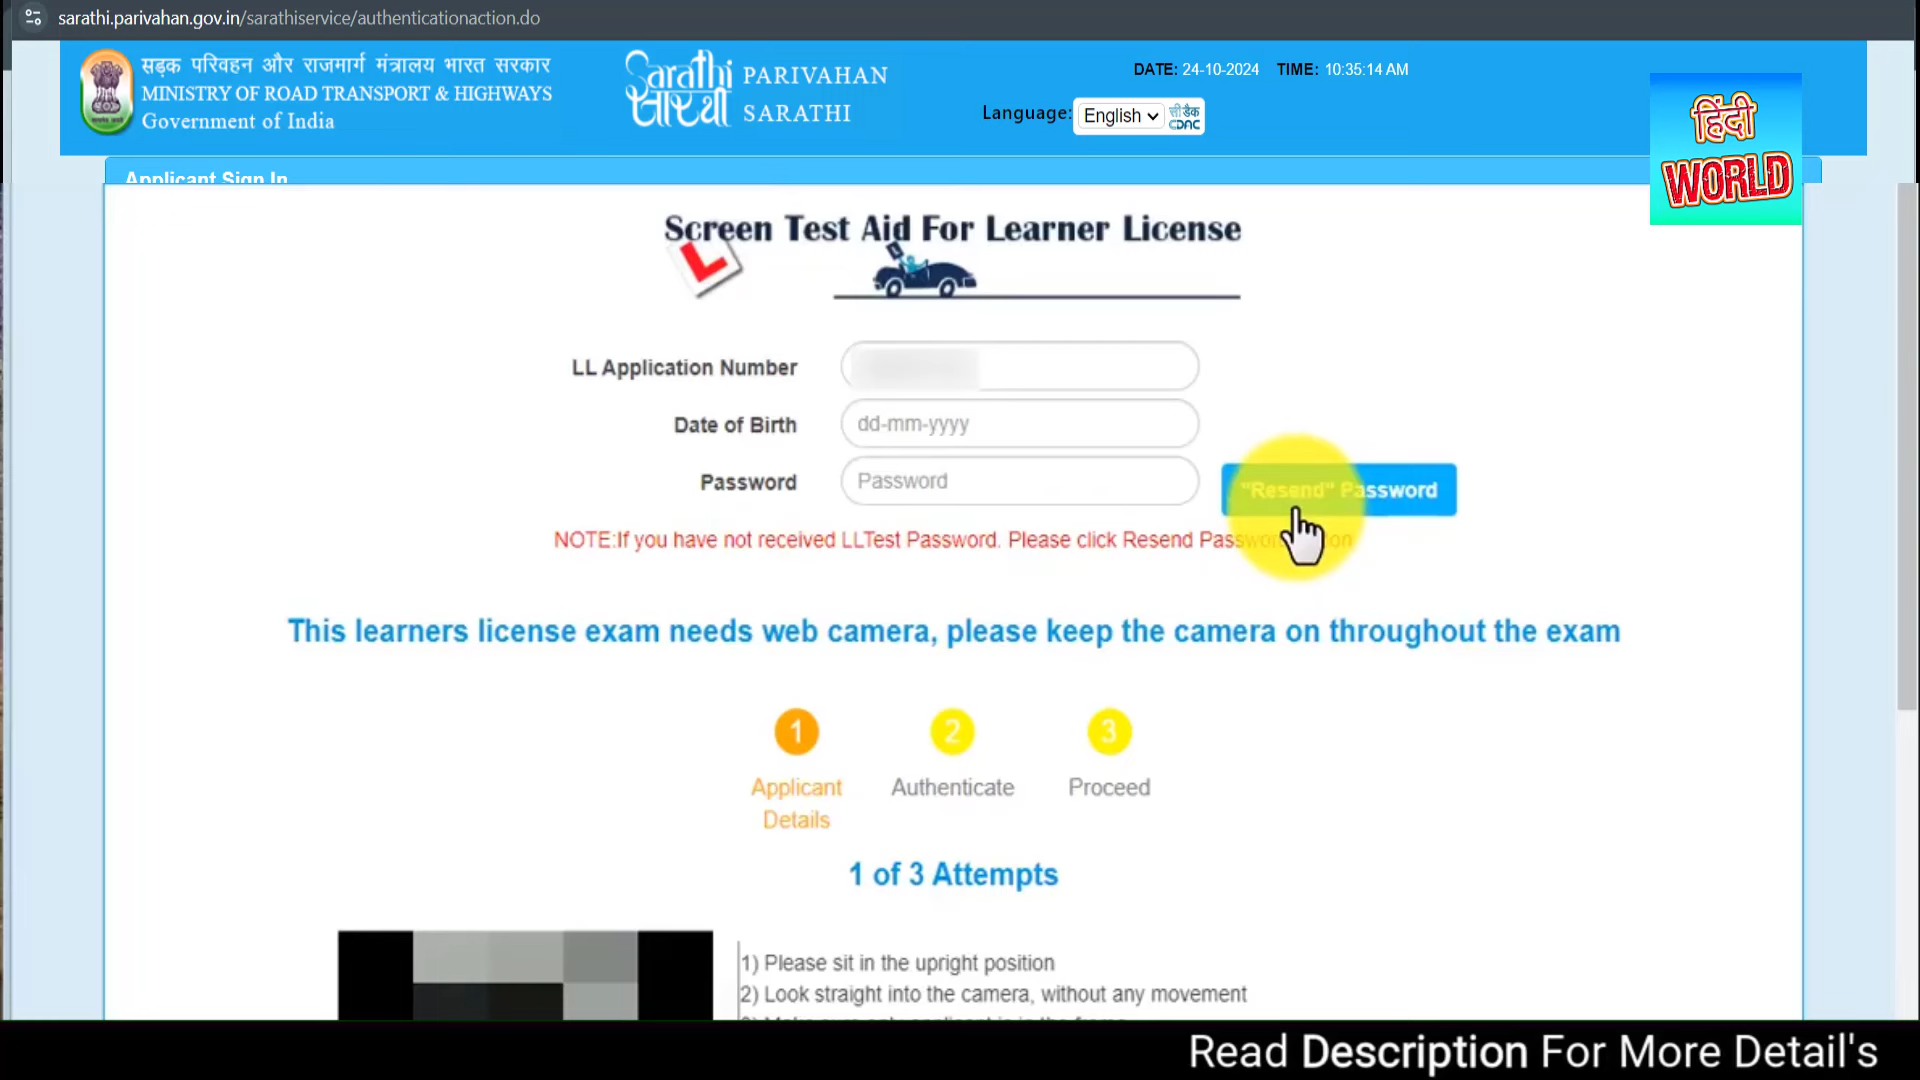 sarathi.parivahan.gov.in/sarathiservice/authenticationaction.do
सड़क परिवहन और राजमार्ग मंत्रालय भारत सरकार
MINISTRY OF ROAD TRANSPORT & HIGHWAYS
Government of India
Sarathi
सारथी
PARIVAHAN
SARATHI
DATE: 24-10-2024 TIME: 10:35:14 AM
Language: English
सी डैक
CDAC
हिंदी
WORLD
Applicant Sign In
Screen Test Aid For Learner License
L
LL Application Number
Date of Birth dd-mm-yyyy
Password Password
"Resend" Password
NOTE:If you have not received LLTest Password. Please click Resend
This learners license exam needs web camera, please keep the camera on throughout the exam
1 2 3
Applicant Details
Authenticate
Proceed
1 of 3 Attempts
1) Please sit in the upright position
2) Look straight into the camera, without any movement
Read Description For More Detail's